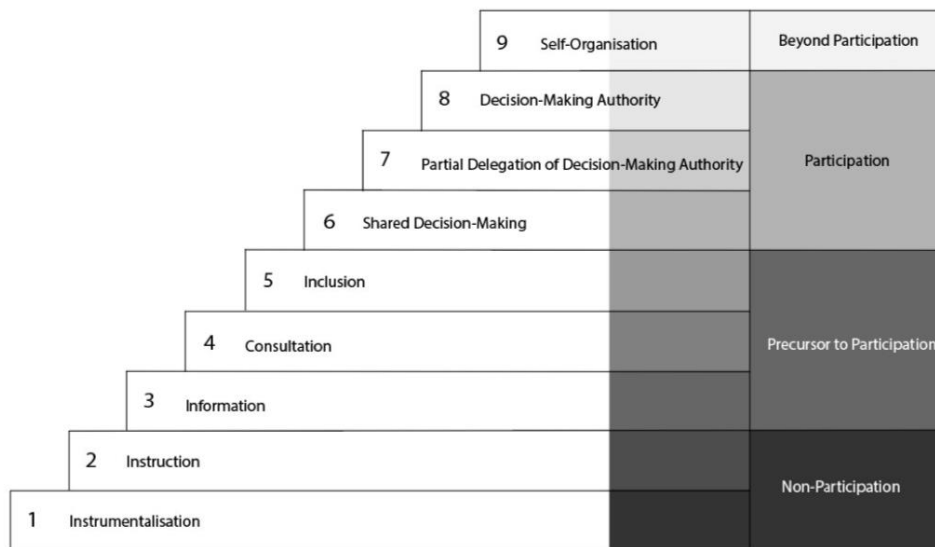 9 Self-Organisation
Beyond Participation
8 Decision-Making Authority
7 Partial Delegation of Decision-Making Authority
Participation
6 Shared Decision-Making
5 Inclusion
4 Consultation
Precursor to Participation
3 Information
2 Instruction
Non-Participation
1 Instrumentalisation